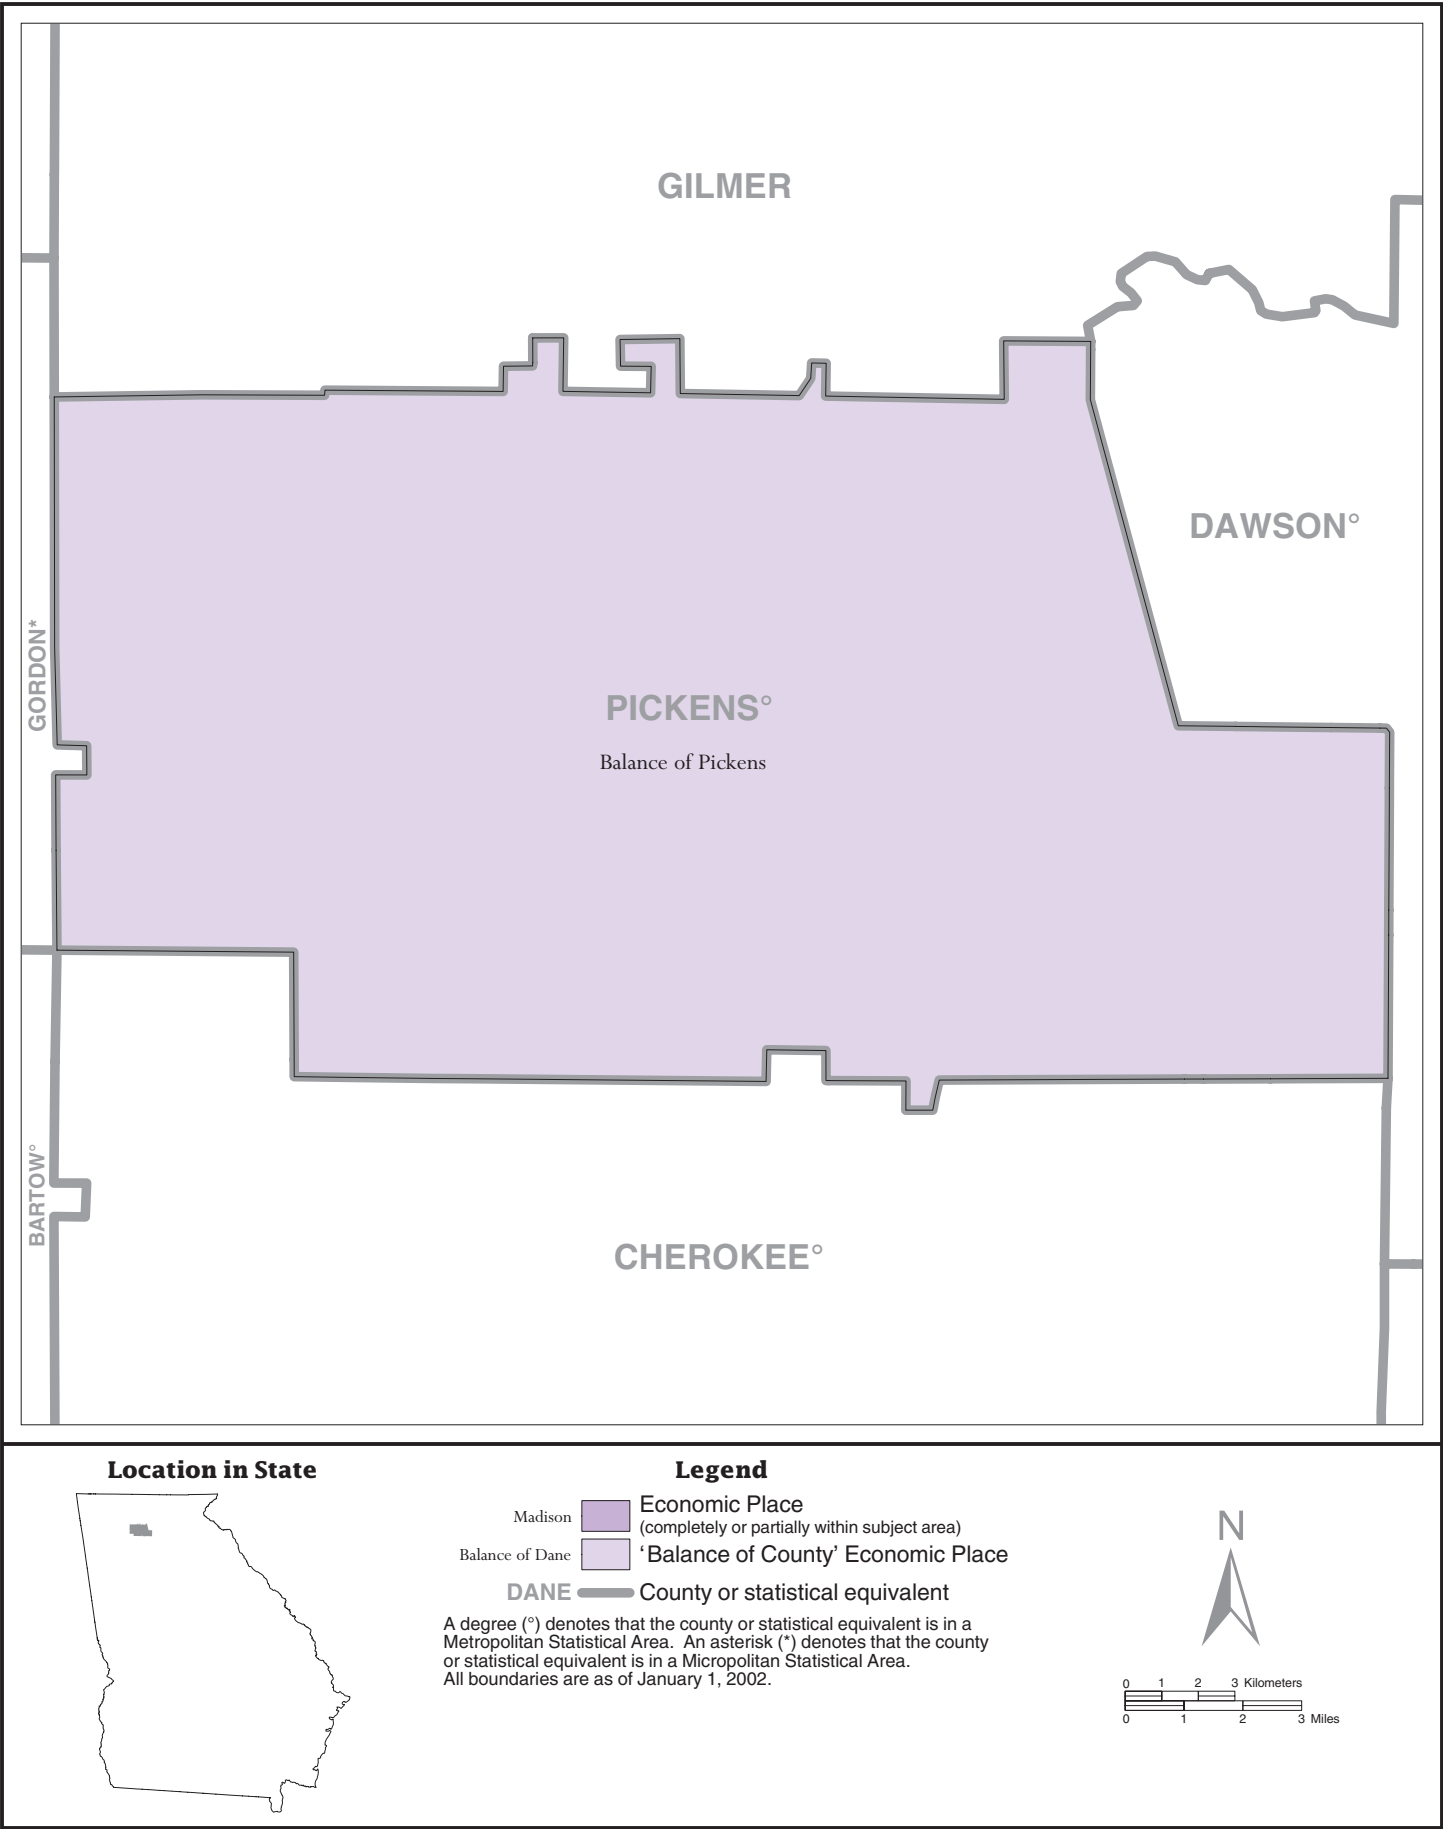 GILMER
DAWSON°
GORDON*
PICKENS°
Balance of Pickens
BARTOW°
CHEROKEE°
Location in State
Legend
Madison
Economic Place
(completely or partially within subject area)
Balance of Dane
‘Balance of County’ Economic Place
DANE
County or statistical equivalent
A degree (°) denotes that the county or statistical equivalent is in a
Metropolitan Statistical Area. An asterisk (*) denotes that the county
or statistical equivalent is in a Micropolitan Statistical Area.
All boundaries are as of January 1, 2002.
N
0 1 2 3 Kilometers
0 1 2 3 Miles